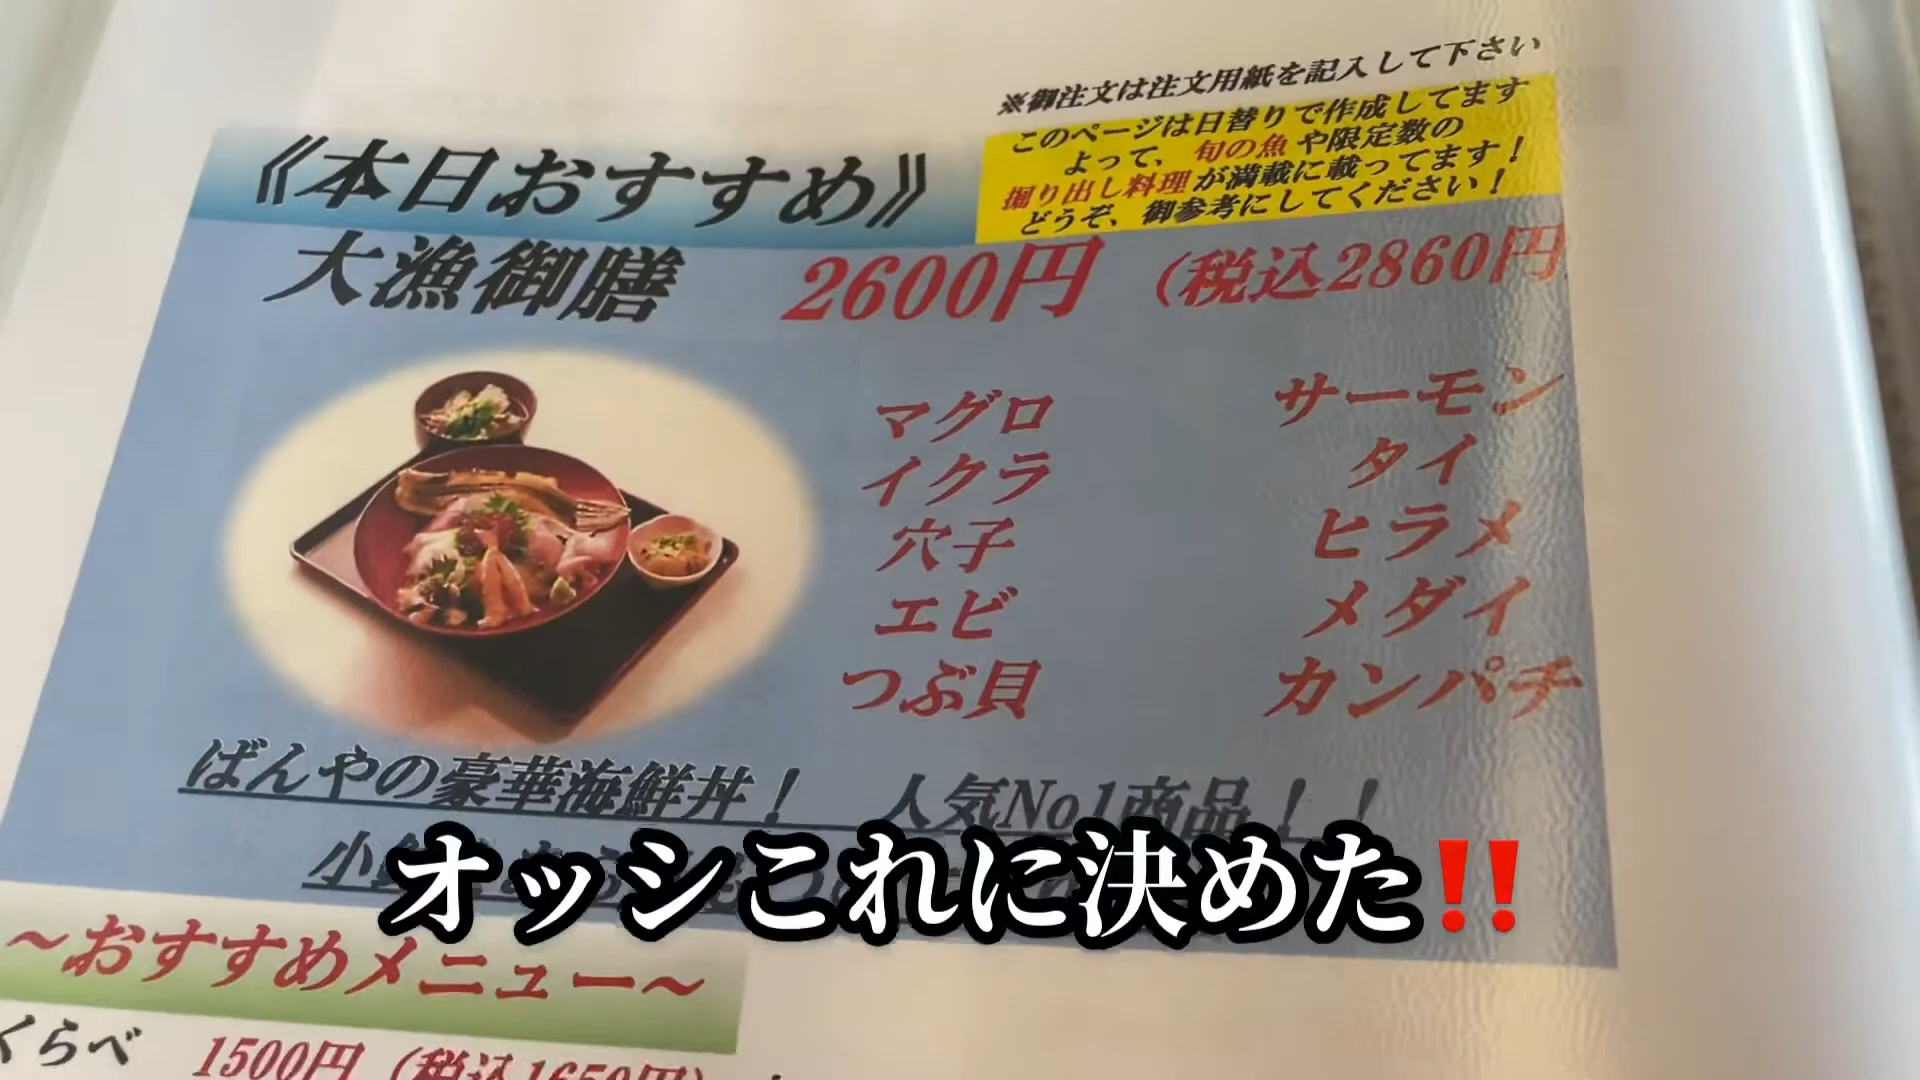 ※御注文は注文用紙を記入して下さい
このページは日替りで作成してます
よって、旬の魚や限定数の
掘り出し料理が満載に載ってます！
どうぞ、御参考にしてください！
《本日おすすめ》
大漁御膳 2600円 （税込2860円
マグロ サーモン
イクラ タイ
穴子 ヒラメ
エビ メダイ
つぶ貝 カンパチ
ばんやの豪華海鮮丼！ 人気No1商品！！
小
オッシこれに決めた‼
～おすすめメニュー～
くらべ 1500円（税込1650円）